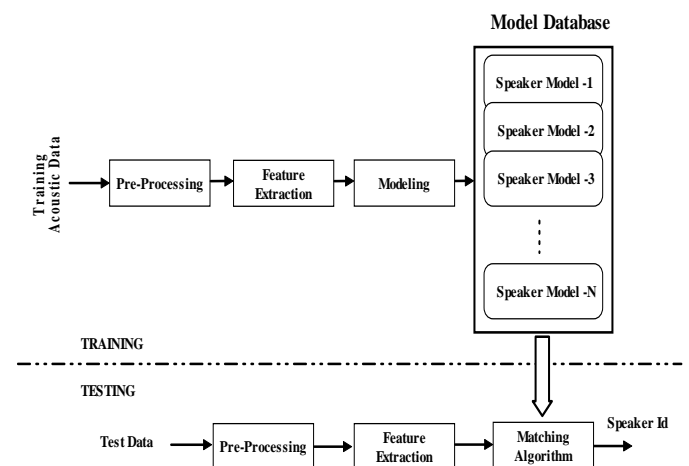 Model Database
Speaker Model -1
Speaker Model -2
Speaker Model -3
Speaker Model -N
Training
Acoustic Data
Pre-Processing
Feature
Extraction
Modeling
TRAINING
TESTING
Test Data
Pre-Processing
Feature
Extraction
Matching
Algorithm
Speaker Id